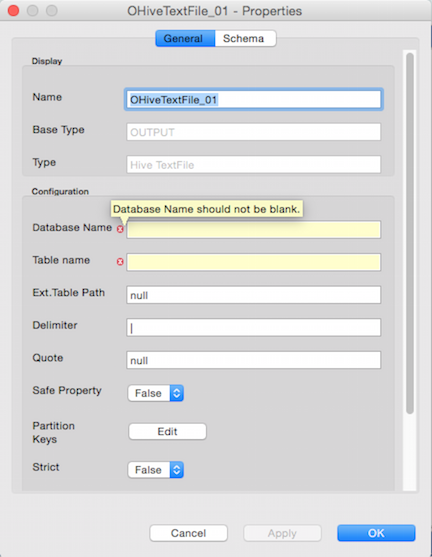 OHiveTextFile_01 - Properties
General Schema
Display
Name OHiveTextFile_01
Base Type OUTPUT
Type Hive TextFile
Configuration
Database Name should not be blank.
Database Name
Table name
Ext.Table Path null
Delimiter |
Quote null
Safe Property False
Partition
Keys Edit
Strict False
Cancel Apply OK